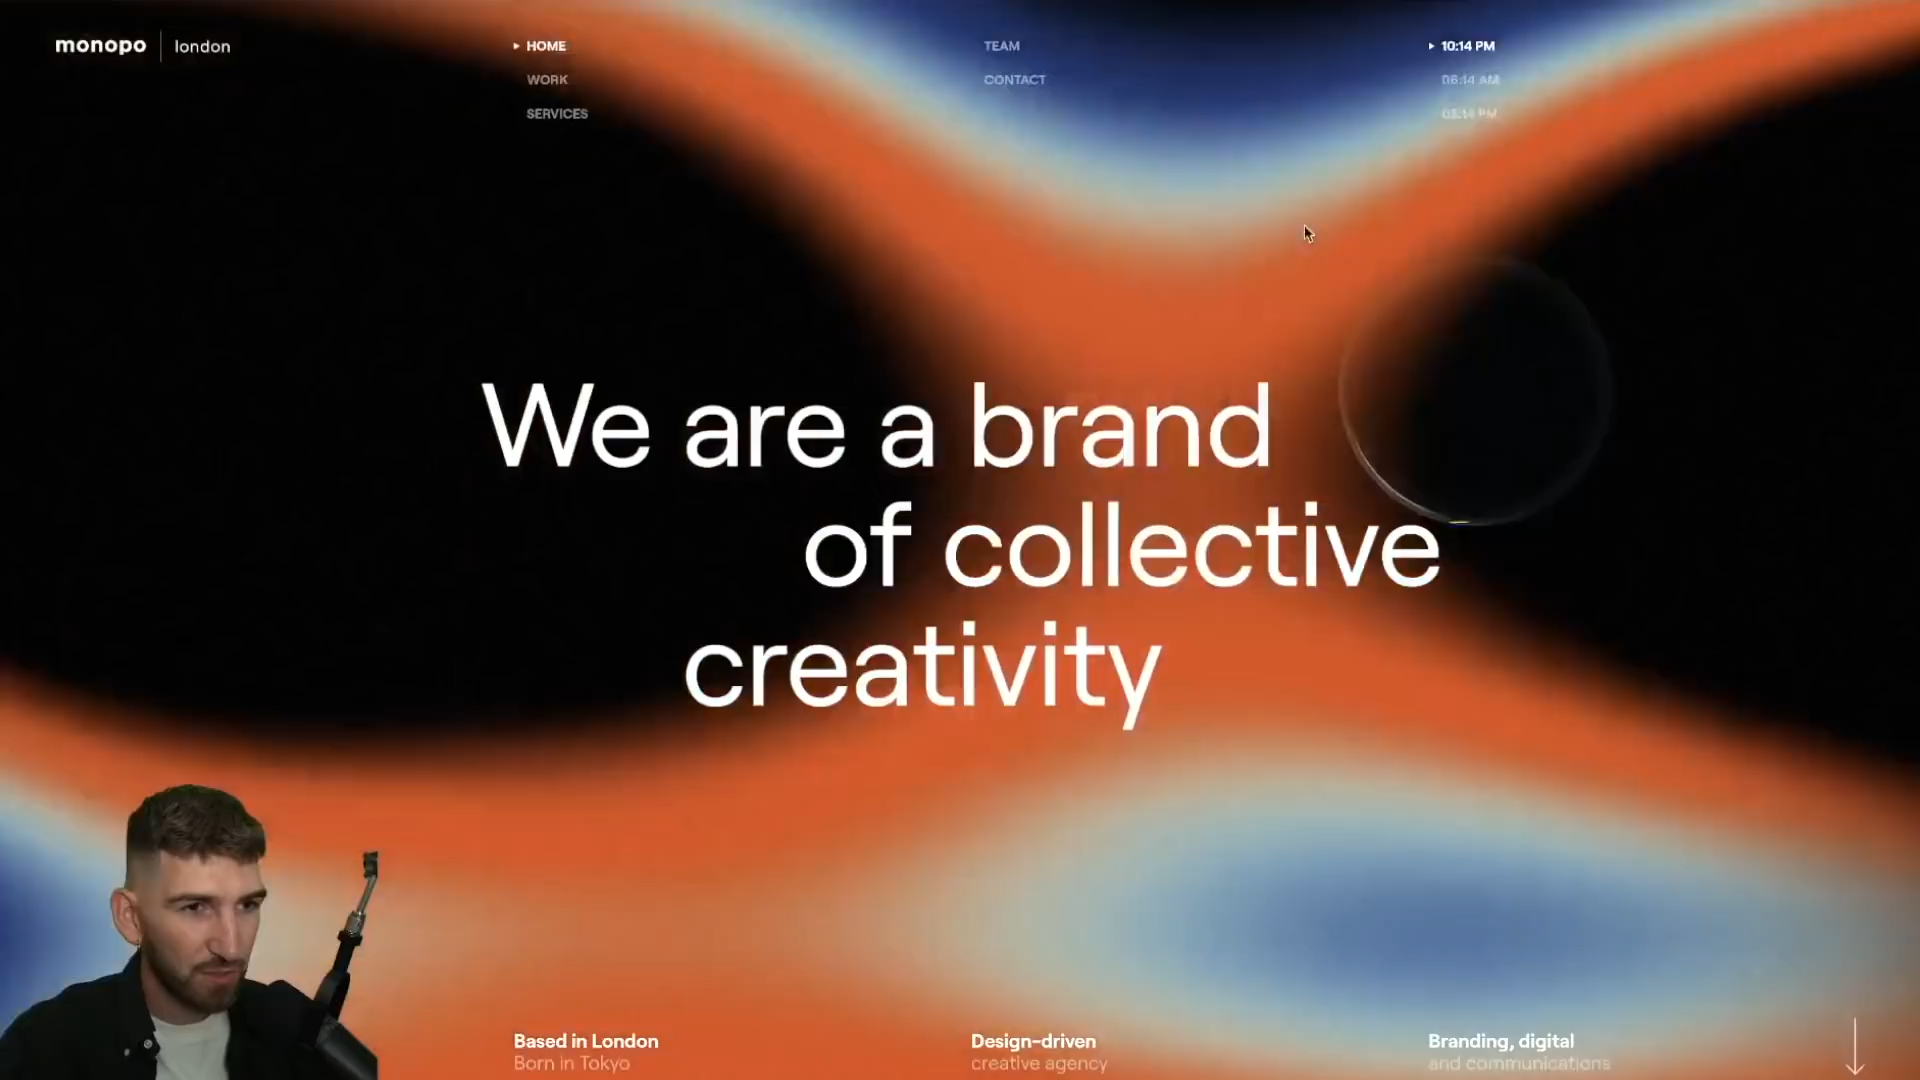 monopo | london
HOME
WORK
SERVICES
TEAM
CONTACT
10:14 PM
06:14 AM
We are a brand
of collective
creativity
Based in London
Born in Tokyo
Design-driven
creative agency
Branding, digital
and communications